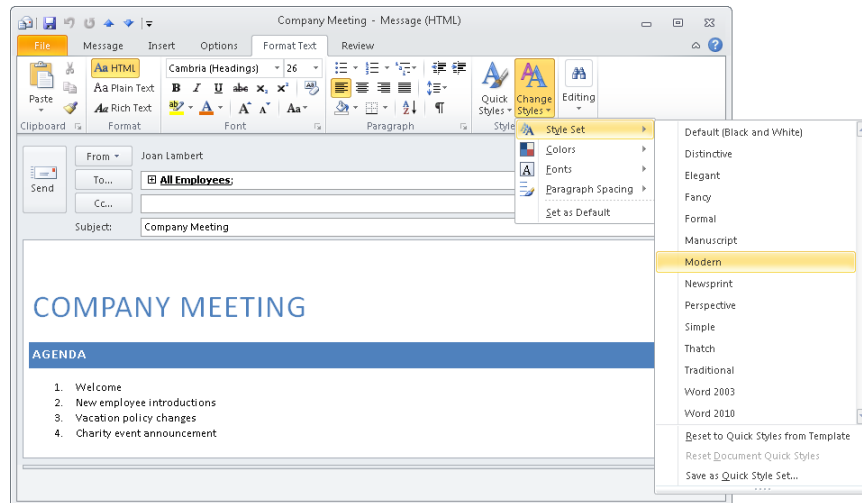 Company Meeting - Message (HTML)
File Message Insert Options Format Text Review
Paste
Clipboard
Aa HTML
Aa Plain Text
Aa Rich Text
Format
Cambria (Headings) 26
B I U abc x₂ x²
ab A A A Aa
Font
Paragraph
Quick Styles
Change Styles
Style
Editing
Style Set
Colors
Fonts
Paragraph Spacing
Set as Default
Default (Black and White)
Distinctive
Elegant
Fancy
Formal
Manuscript
Modern
Newsprint
Perspective
Simple
Thatch
Traditional
Word 2003
Word 2010
Reset to Quick Styles from Template
Reset Document Quick Styles
Save as Quick Style Set...
Send
From Joan Lambert
To... All Employees;
Cc...
Subject: Company Meeting
COMPANY MEETING
AGENDA
1. Welcome
2. New employee introductions
3. Vacation policy changes
4. Charity event announcement